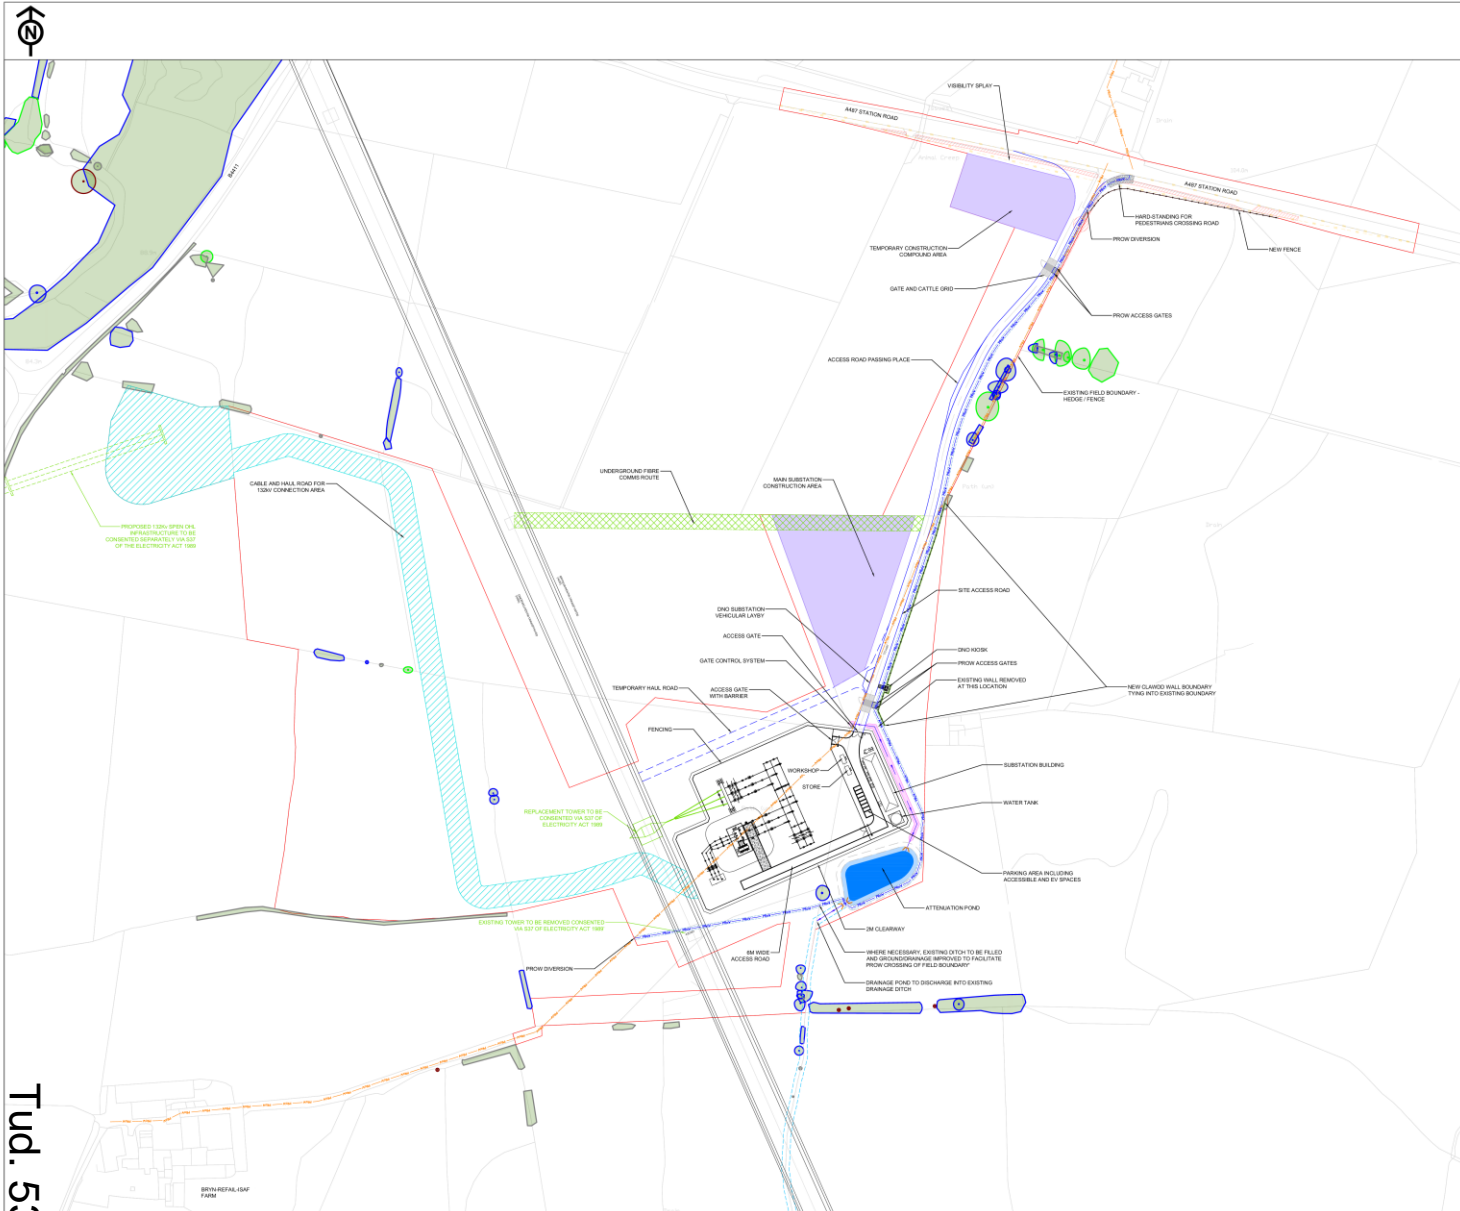 N
VISIBILITY SPLAY
A487 STATION ROAD
B4411
A487 STATION ROAD
HARD-STANDING FOR
PEDESTRIANS CROSSING ROAD
PROW DIVERSION
NEW FENCE
TEMPORARY CONSTRUCTION
COMPOUND AREA
GATE AND CATTLE GRID
PROW ACCESS GATES
ACCESS ROAD PASSING PLACE
EXISTING FIELD BOUNDARY -
HEDGE / FENCE
UNDERGROUND FIBRE
COMMS ROUTE
MAIN SUBSTATION
CONSTRUCTION AREA
CABLE AND HAUL ROAD FOR
132kV CONNECTION AREA
PROPOSED 132Kv SPEN OHL
INFRASTRUCTURE TO BE
CONSENTED SEPARATELY VIA S37
OF THE ELECTRICITY ACT 1989
SITE ACCESS ROAD
DNO SUBSTATION
VEHICULAR LAYBY
ACCESS GATE
GATE CONTROL SYSTEM
DNO KIOSK
PROW ACCESS GATES
EXISTING WALL REMOVED
AT THIS LOCATION
NEW CLAWDD WALL BOUNDARY
TYING INTO EXISTING BOUNDARY
TEMPORARY HAUL ROAD
ACCESS GATE
WITH BARRIER
FENCING
WORKSHOP
STORE
SUBSTATION BUILDING
WATER TANK
REPLACEMENT TOWER TO BE
CONSENTED VIA S37 OF
ELECTRICITY ACT 1989
PARKING AREA INCLUDING
ACCESSIBLE AND EV SPACES
ATTENUATION POND
EXISTING TOWER TO BE REMOVED CONSENTED
VIA S37 OF ELECTRICITY ACT 1989
2M CLEARWAY
6M WIDE
ACCESS ROAD
WHERE NECESSARY, EXISTING DITCH TO BE FILLED
AND GROUND/DRAINAGE IMPROVED TO FACILITATE
PROW CROSSING OF FIELD BOUNDARY
PROW DIVERSION
DRAINAGE POND TO DISCHARGE INTO EXISTING
DRAINAGE DITCH
Tud. 53
BRYN-REFAIL-ISAF
FARM